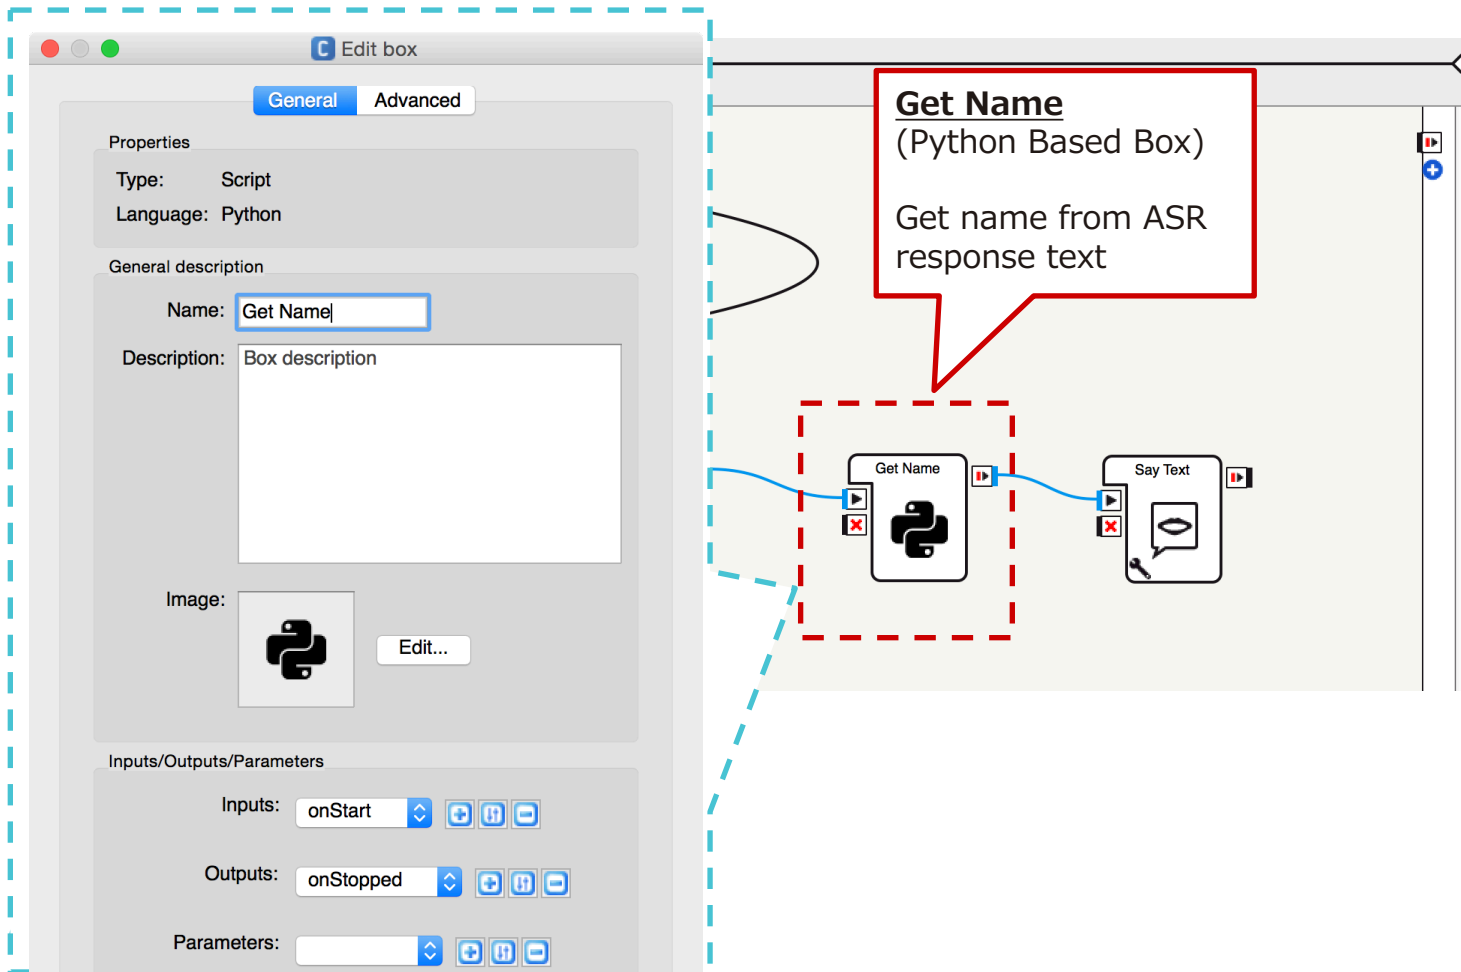 Edit box
General Advanced
Properties
Type: Script
Language: Python
General description
Name: Get Name
Description: Box description
Image: Edit...
Inputs/Outputs/Parameters
Inputs: onStart
Outputs: onStopped
Parameters:
Get Name
(Python Based Box)
Get name from ASR
response text
Get Name
Say Text